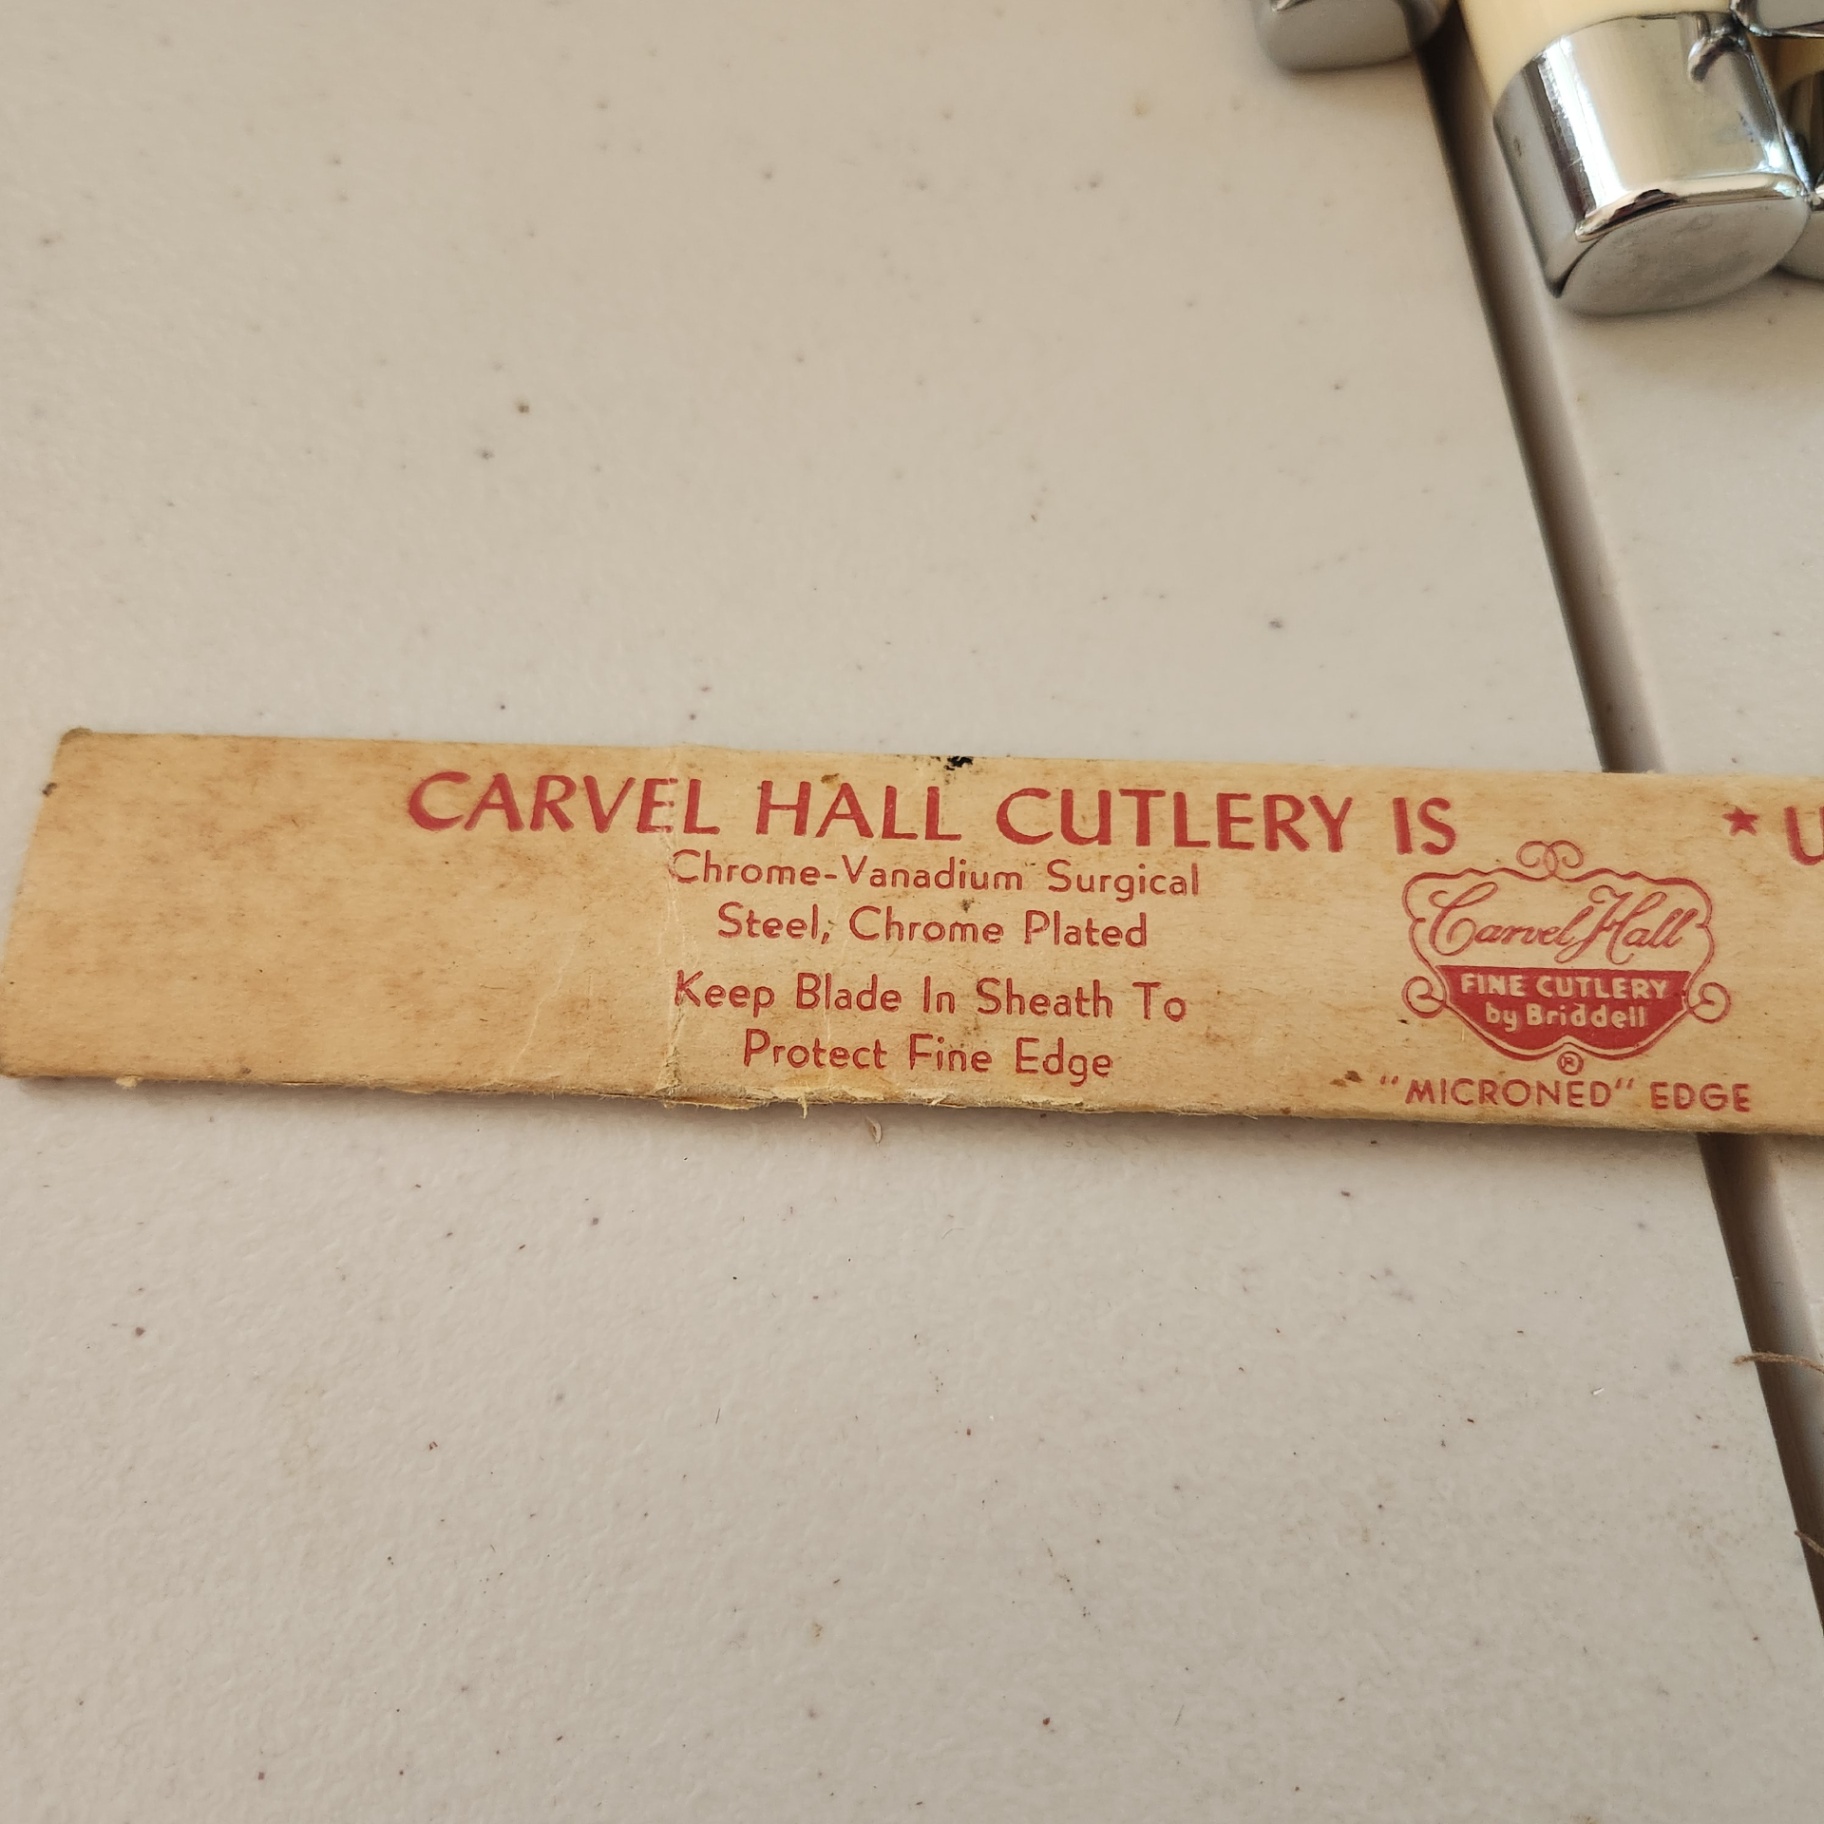 CARVEL HALL CUTLERY IS
Chrome-Vanadium Surgical
Steel, Chrome Plated
Keep Blade In Sheath To
Protect Fine Edge
Carvel Hall
FINE CUTLERY
by Briddell
®
"MICRONED" EDGE
★ U